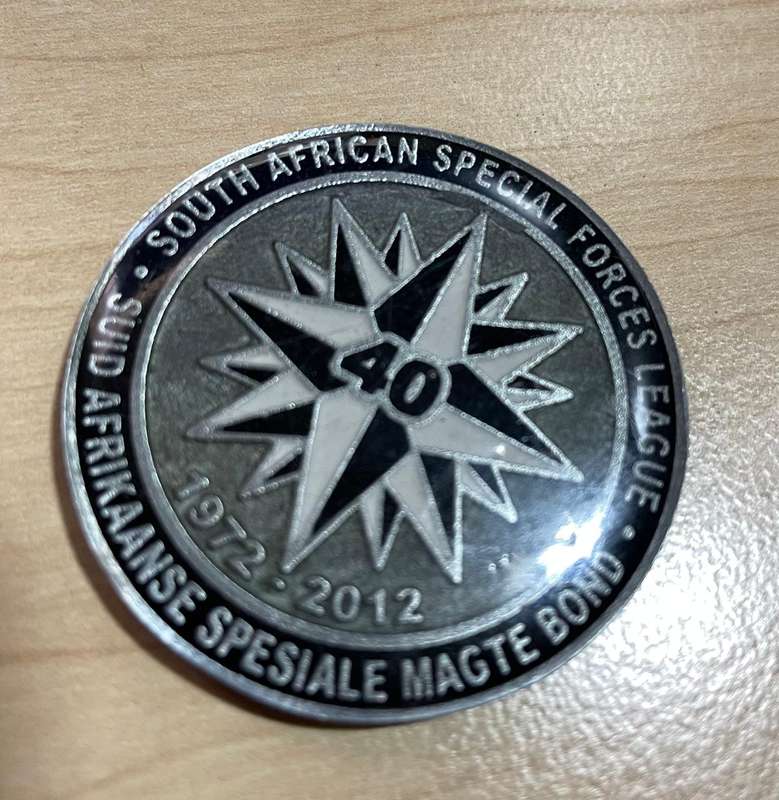 SOUTH AFRICAN SPECIAL FORCES LEAGUE
40
1972 - 2012
SUID AFRIKAANSE SPESIALE MAGTE BOND